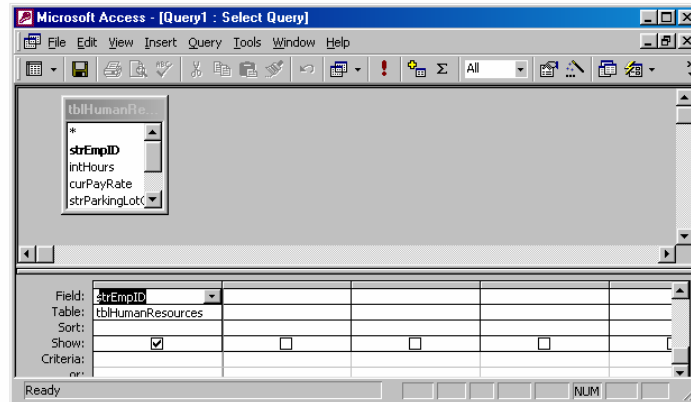 Microsoft Access - [Query1 : Select Query]
File Edit View Insert Query Tools Window Help
Σ All
tblHumanRe...
*
strEmpID
intHours
curPayRate
strParkingLot
Field: strEmpID
Table: tblHumanResources
Sort:
Show:
Criteria:
or:
Ready NUM